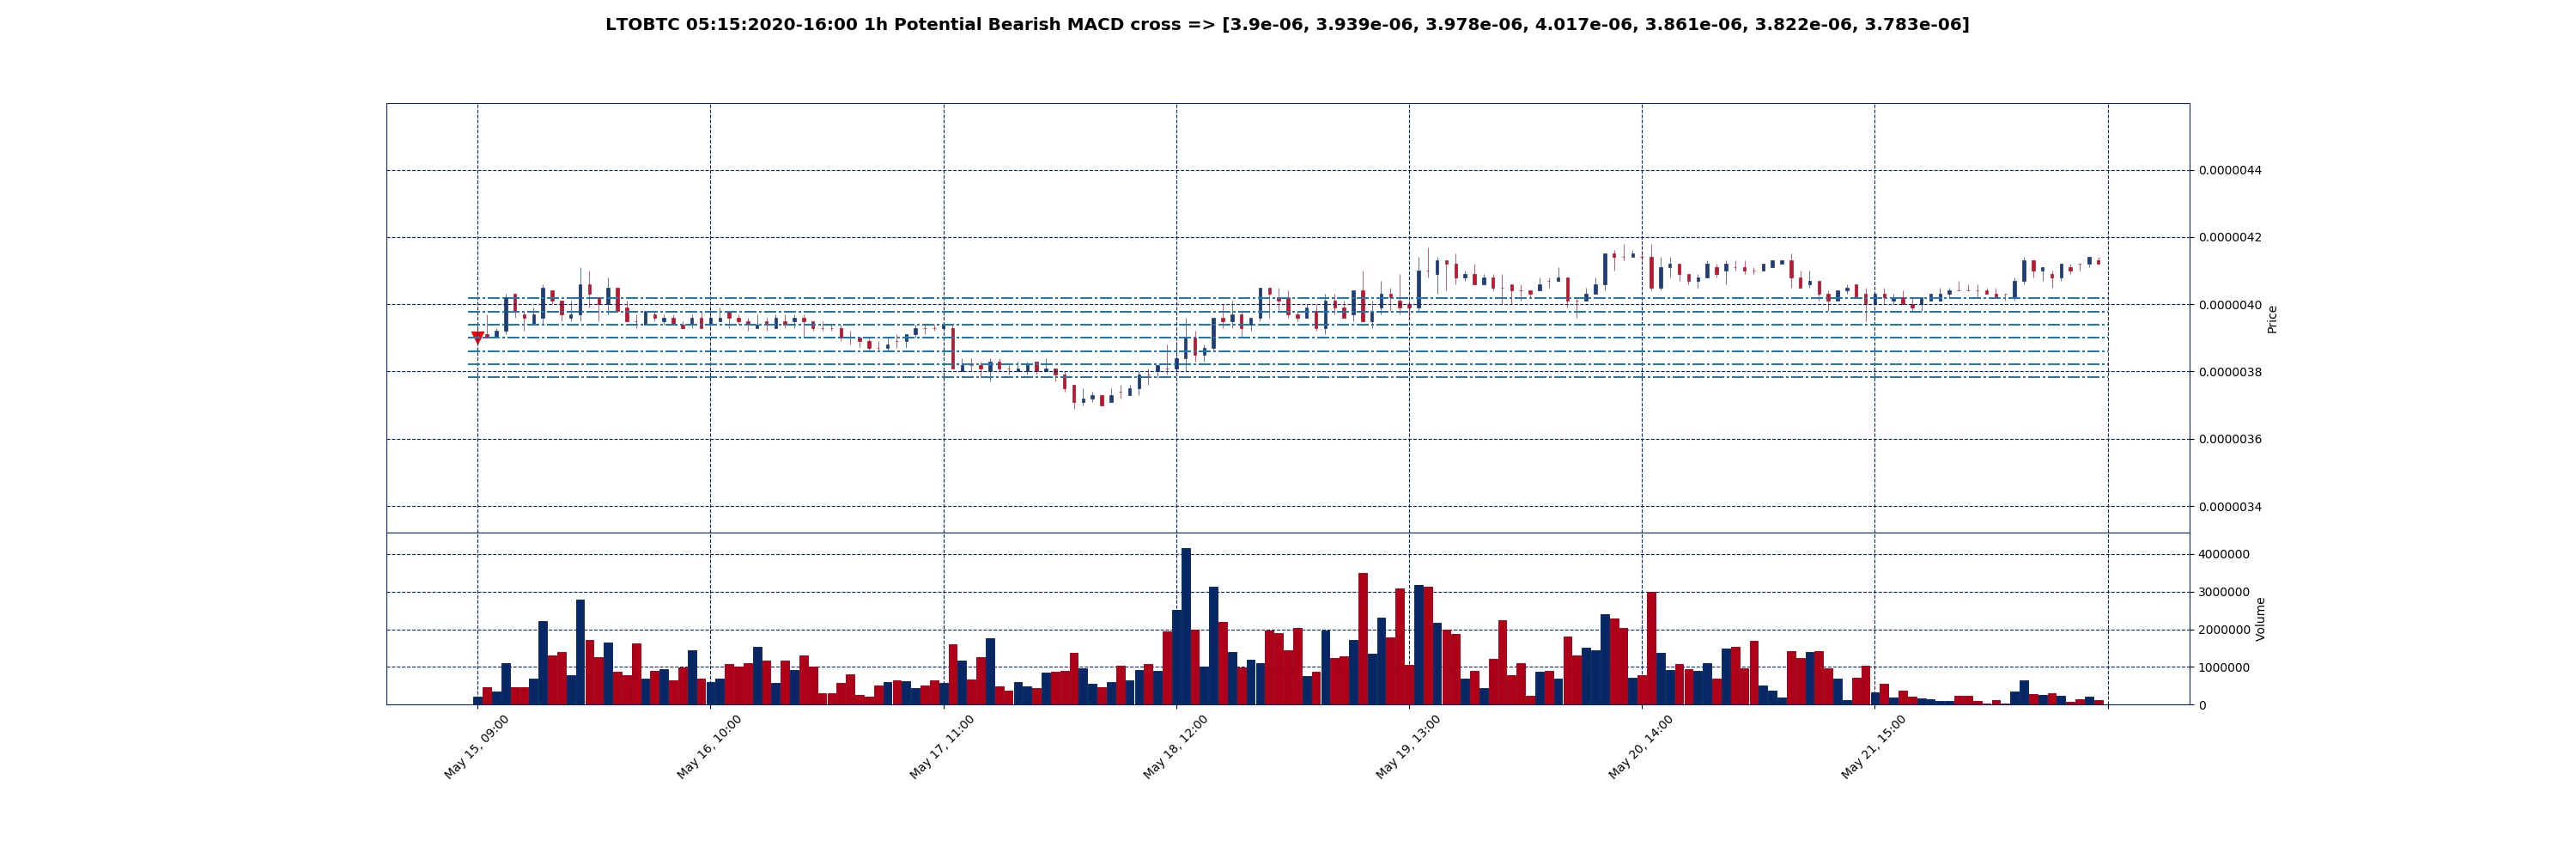 LTOBTC 05:15:2020-16:00 1h Potential Bearish MACD cross => [3.9e-06, 3.939e-06, 3.978e-06, 4.017e-06, 3.861e-06, 3.822e-06, 3.783e-06]
0.0000044
0.0000042
0.0000040
Price
0.0000038
0.0000036
0.0000034
4000000
3000000
Volume
2000000
1000000
0
May 15, 09:00
May 16, 10:00
May 17, 11:00
May 18, 12:00
May 19, 13:00
May 20, 14:00
May 21, 15:00